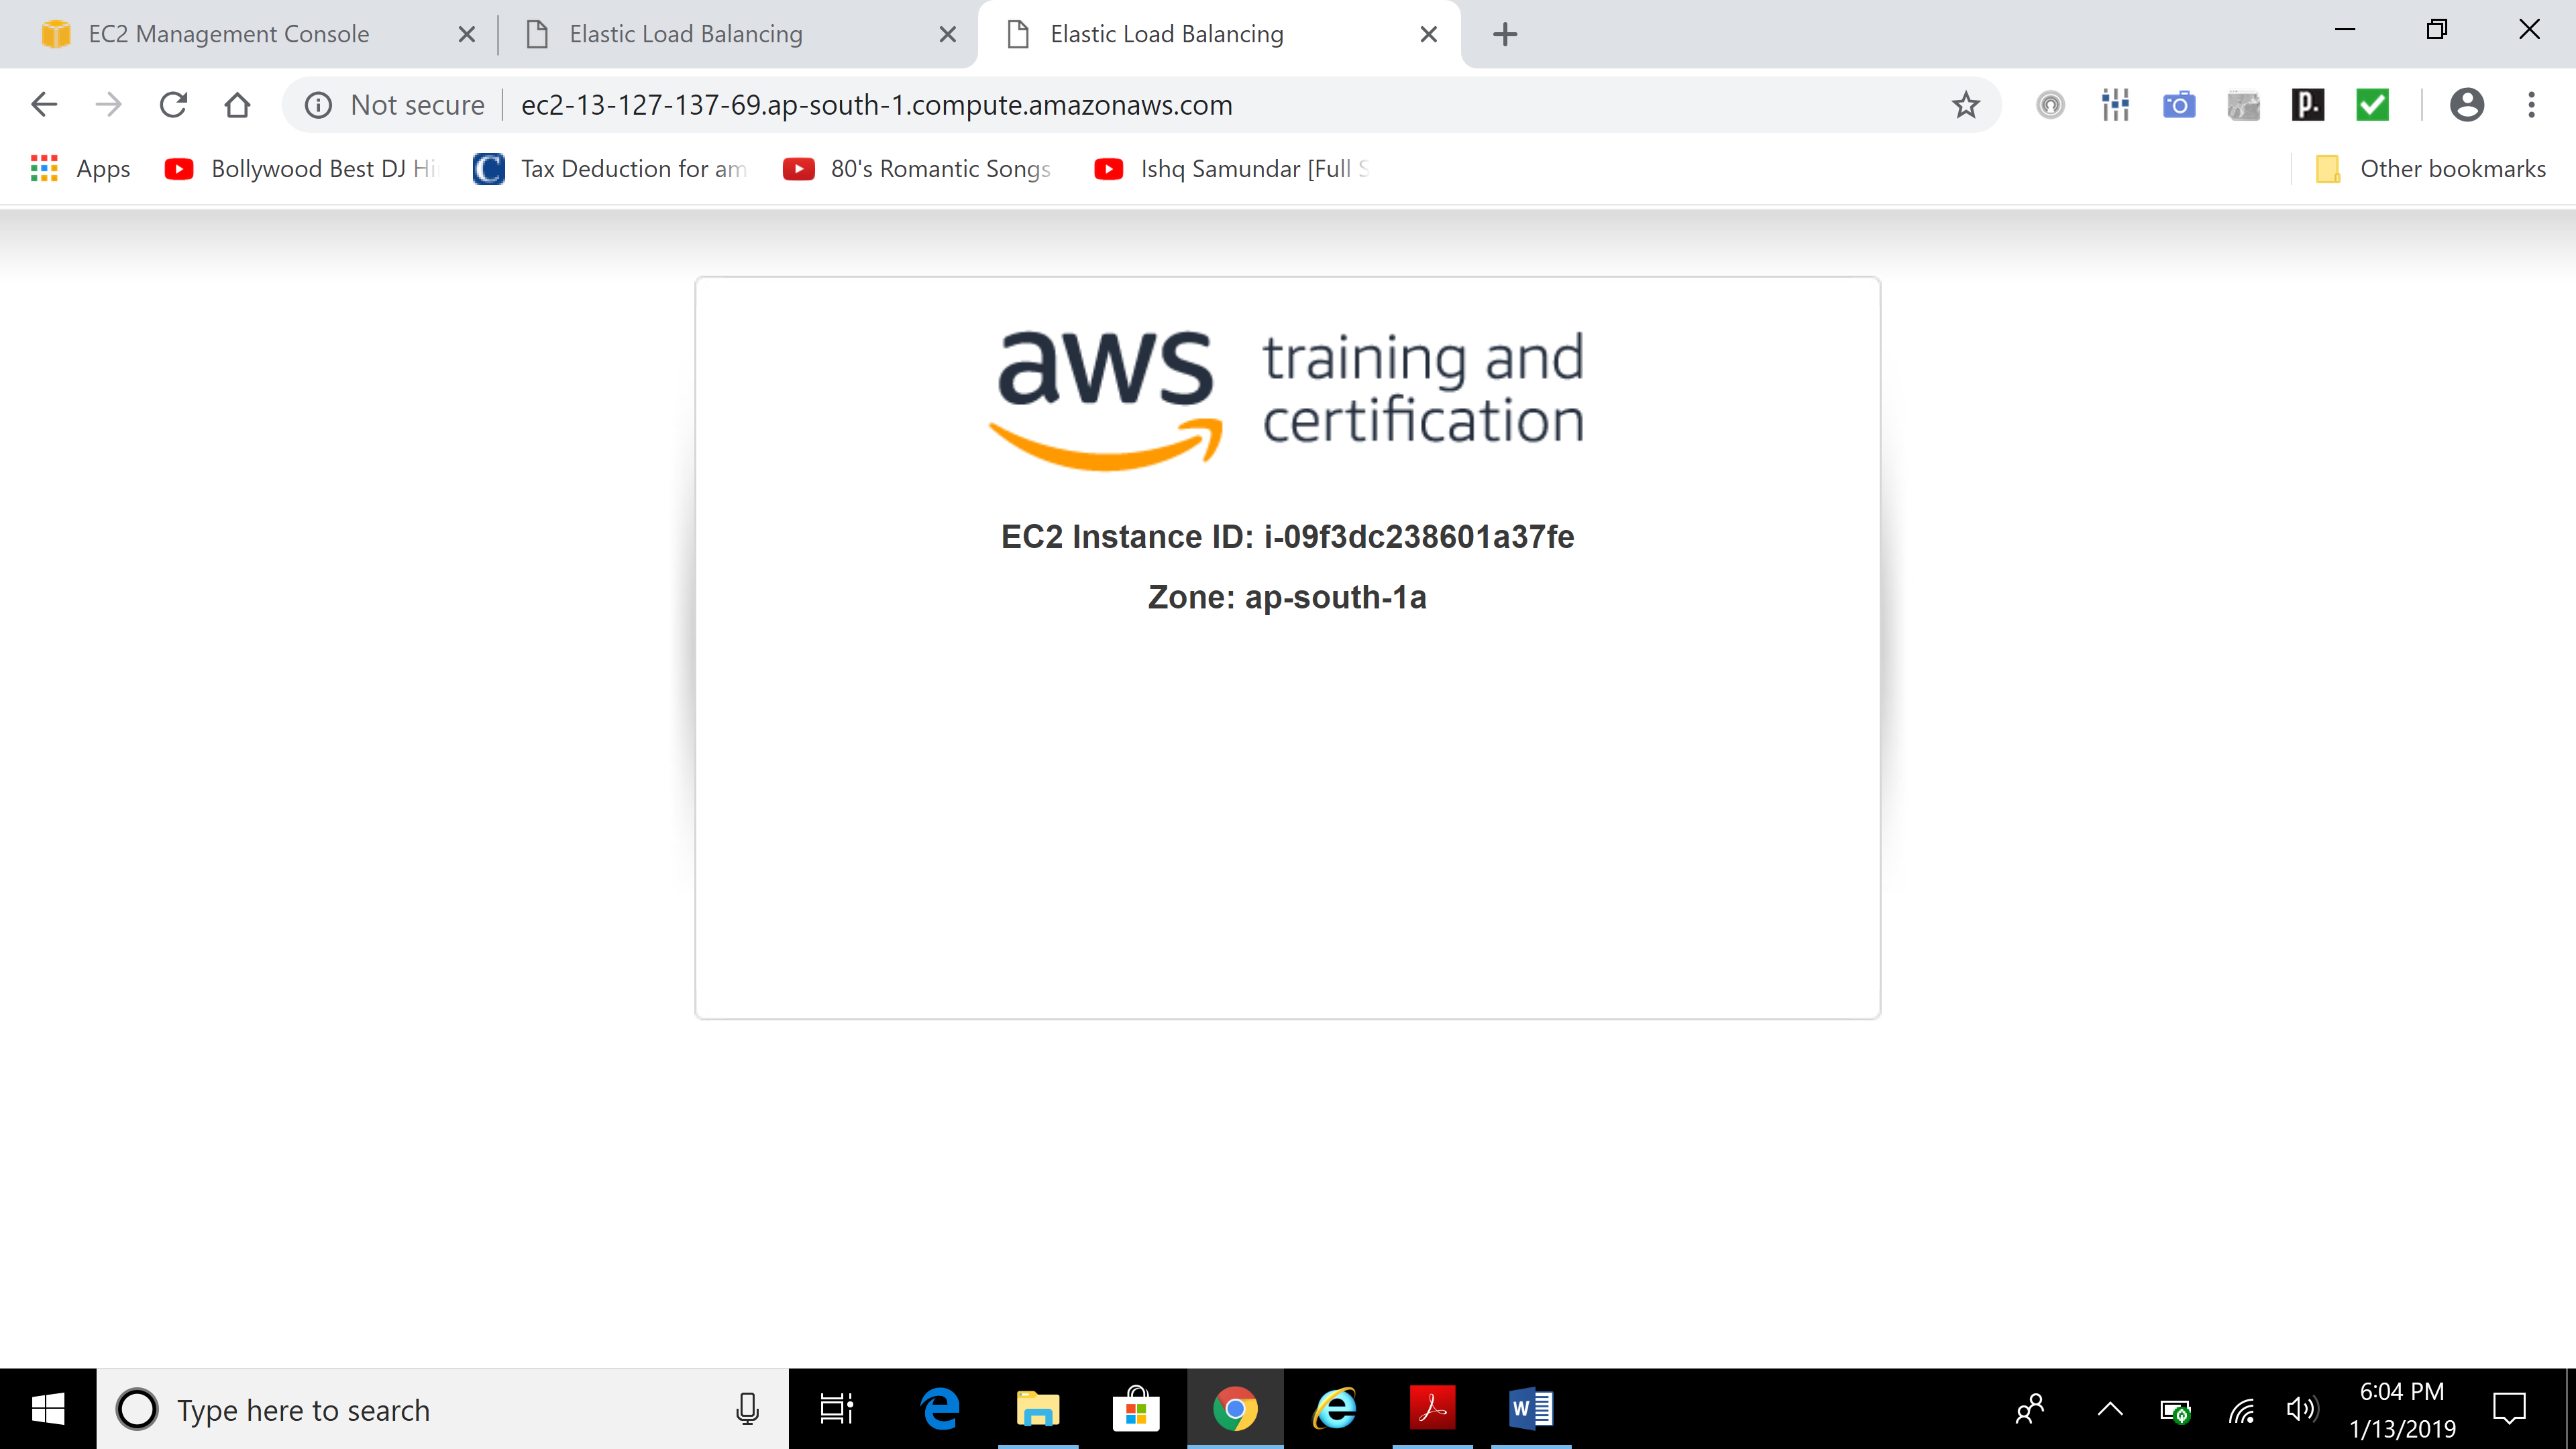 EC2 Management Console
Elastic Load Balancing
Elastic Load Balancing
Not secure
ec2-13-127-137-69.ap-south-1.compute.amazonaws.com
p.
Apps
Bollywood Best DJ Hi
C
Tax Deduction for am
80's Romantic Songs
Ishq Samundar [Full S
Other bookmarks
aws training and
certification
EC2 Instance ID: i-09f3dc238601a37fe
Zone: ap-south-1a
Type here to search
W
6:04 PM
1/13/2019